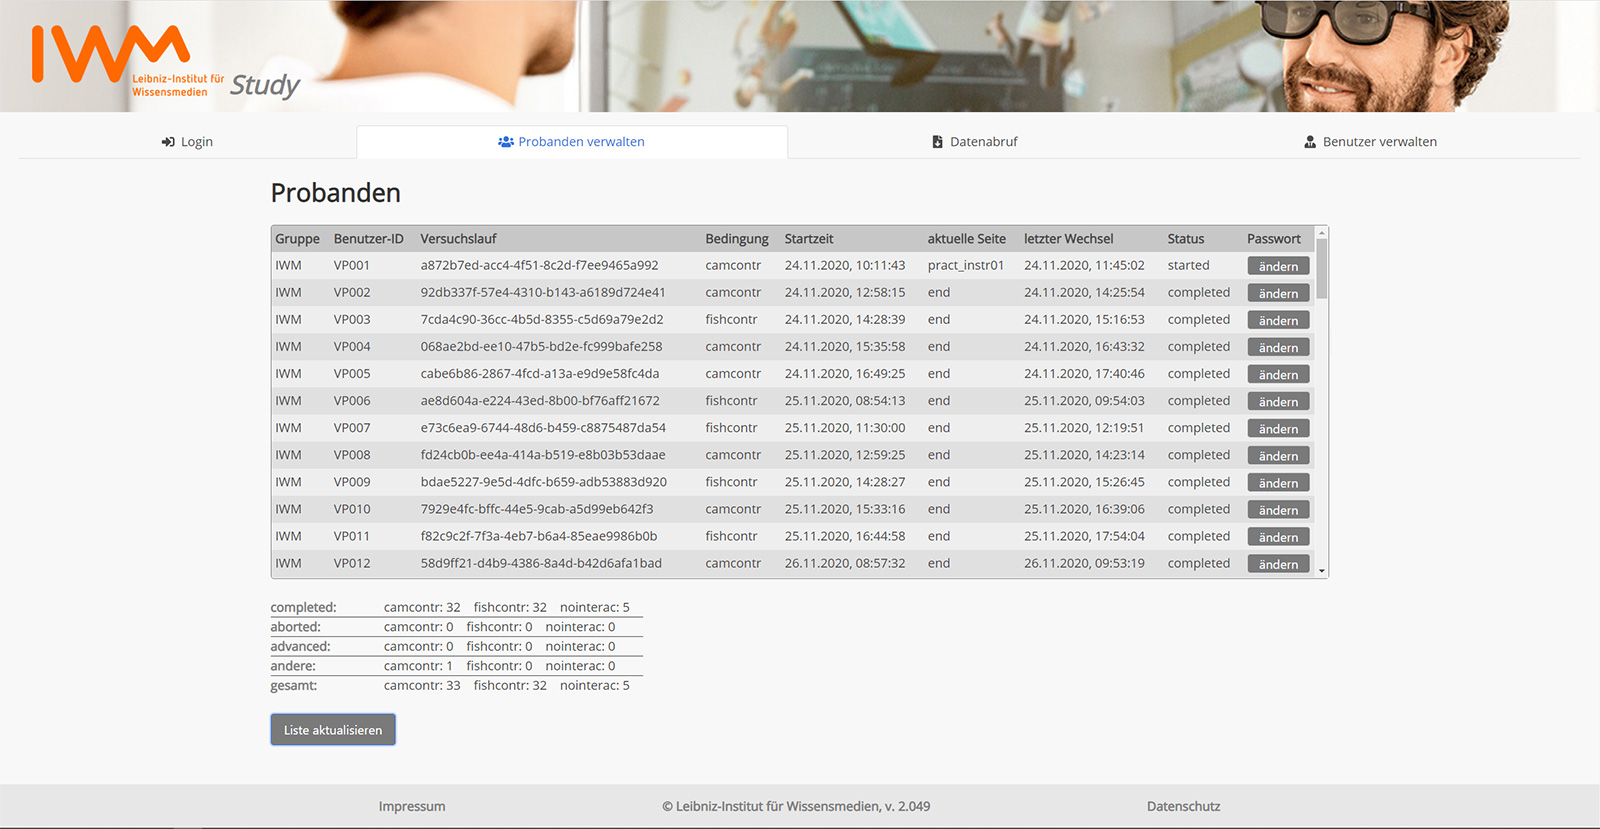 IWM
Leibniz-Institut für
Wissensmedien
Study
Login Probanden verwalten Datenabruf Benutzer verwalten
Probanden
Gruppe Benutzer-ID Versuchslauf Bedingung Startzeit aktuelle Seite letzter Wechsel Status Passwort
IWM VP001 a872b7ed-acc4-4f51-8c2d-f7ee9465a992 camcontr 24.11.2020, 10:11:43 pract_instr01 24.11.2020, 11:45:02 started ändern
IWM VP002 92db337f-57e4-4310-b143-a6189d724e41 camcontr 24.11.2020, 12:58:15 end 24.11.2020, 14:25:54 completed ändern
IWM VP003 7cda4c90-36cc-4b5d-8355-c5d69a79e2d2 fishcontr 24.11.2020, 14:28:39 end 24.11.2020, 15:16:53 completed ändern
IWM VP004 068ae2bd-ee10-47b5-bd2e-fc999bafe258 camcontr 24.11.2020, 15:35:58 end 24.11.2020, 16:43:32 completed ändern
IWM VP005 cabe6b86-2867-4fcd-a13a-e9d9e58fc4da camcontr 24.11.2020, 16:49:25 end 24.11.2020, 17:40:46 completed ändern
IWM VP006 ae8d604a-e224-43ed-8b00-bf76aff21672 fishcontr 25.11.2020, 08:54:13 end 25.11.2020, 09:54:03 completed ändern
IWM VP007 e73c6ea9-6744-48d6-b459-c8875487da54 fishcontr 25.11.2020, 11:30:00 end 25.11.2020, 12:19:51 completed ändern
IWM VP008 fd24cb0b-ee4a-414a-b519-e8b03b53daae camcontr 25.11.2020, 12:59:25 end 25.11.2020, 14:23:14 completed ändern
IWM VP009 bdae5227-9e5d-4dfc-b659-adb53883d920 fishcontr 25.11.2020, 14:28:27 end 25.11.2020, 15:26:45 completed ändern
IWM VP010 7929e4fc-bffc-44e5-9cab-a5d99eb642f3 camcontr 25.11.2020, 15:33:16 end 25.11.2020, 16:39:06 completed ändern
IWM VP011 f82c9c2f-7f3a-4eb7-b6a4-85eae9986b0b fishcontr 25.11.2020, 16:44:58 end 25.11.2020, 17:54:04 completed ändern
IWM VP012 58d9ff21-d4b9-4386-8a4d-b42d6afa1bad camcontr 26.11.2020, 08:57:32 end 26.11.2020, 09:53:19 completed ändern
completed: camcontr: 32 fishcontr: 32 nointerac: 5
aborted: camcontr: 0 fishcontr: 0 nointerac: 0
advanced: camcontr: 0 fishcontr: 0 nointerac: 0
andere: camcontr: 1 fishcontr: 0 nointerac: 0
gesamt: camcontr: 33 fishcontr: 32 nointerac: 5
Liste aktualisieren
Impressum © Leibniz-Institut für Wissensmedien, v. 2.049 Datenschutz